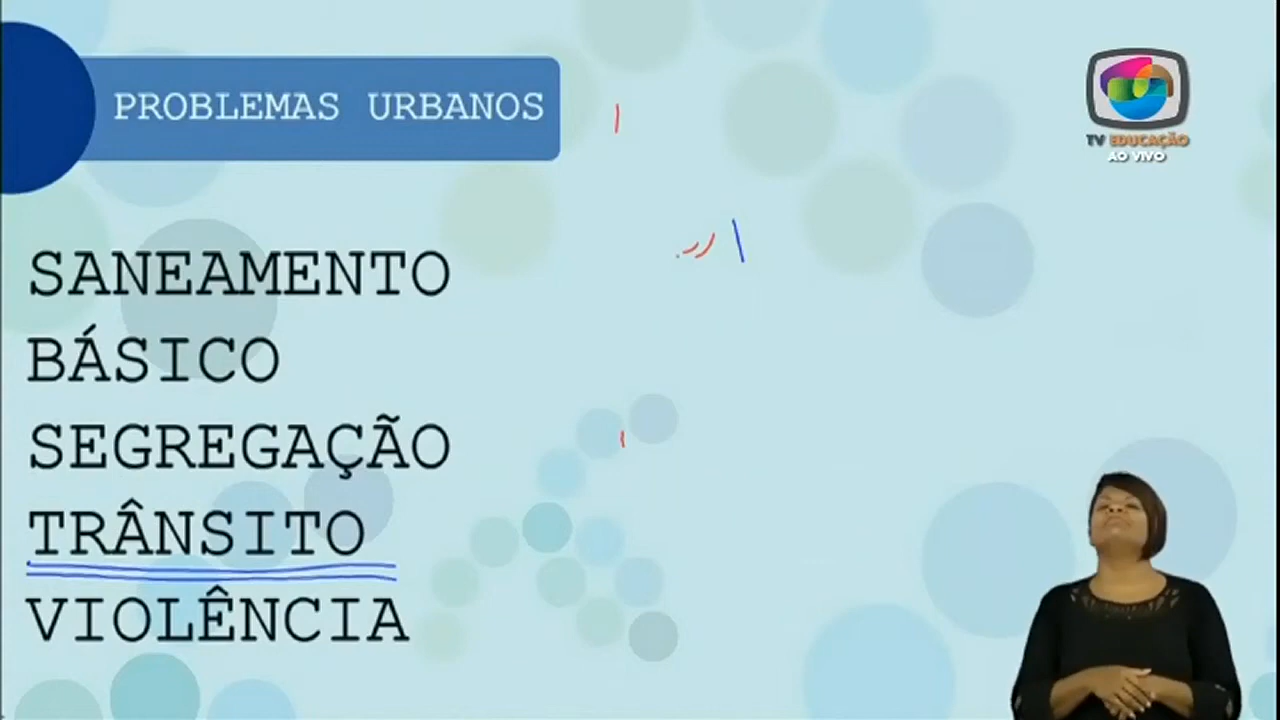 PROBLEMAS URBANOS
TV EDUCAÇÃO
AO VIVO
SANEAMENTO
BÁSICO
SEGREGAÇÃO
TRÂNSITO
VIOLÊNCIA